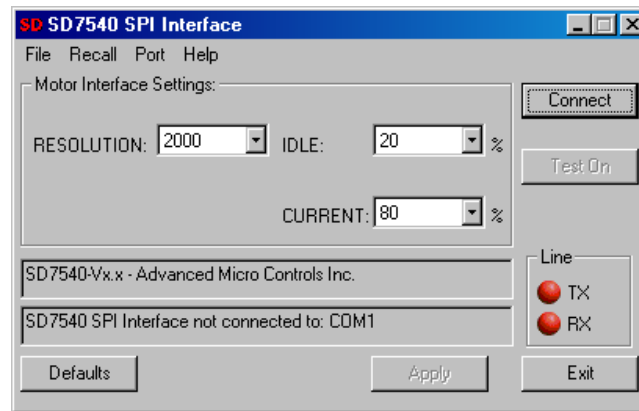 SD SD7540 SPI Interface
File Recall Port Help
Motor Interface Settings:
RESOLUTION: 2000 IDLE: 20 %
CURRENT: 80 %
Connect
Test On
SD7540-Vx.x - Advanced Micro Controls Inc.
SD7540 SPI Interface not connected to: COM1
Line
TX
RX
Defaults Apply Exit